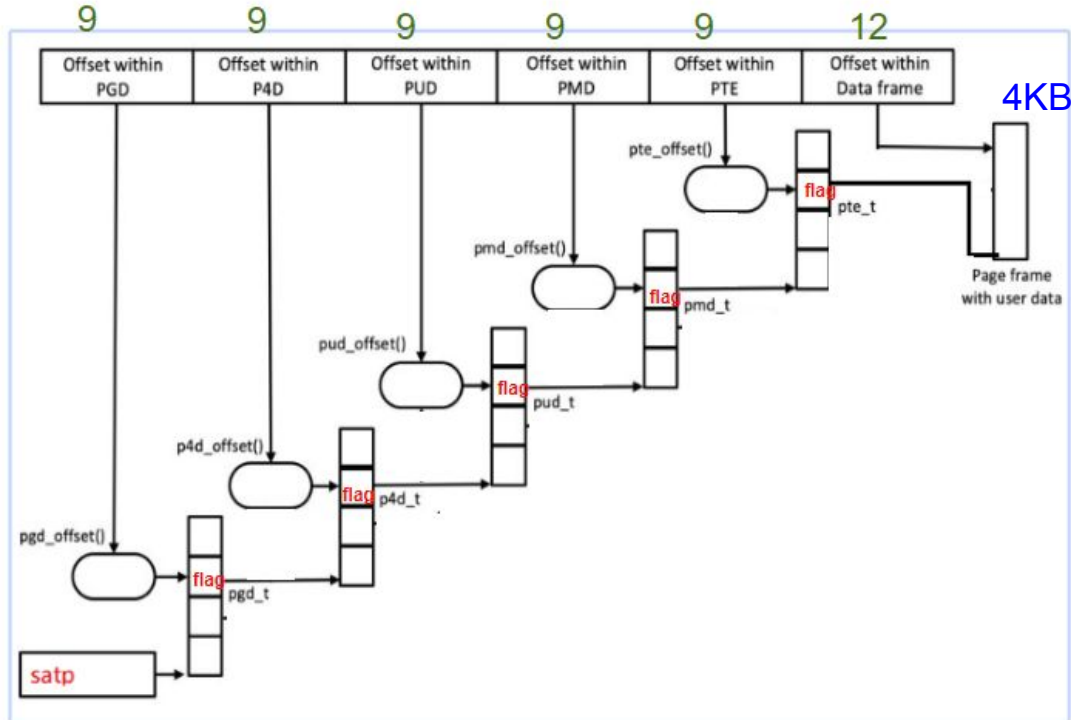 9 9 9 9 9 12
Offset within Offset within Offset within Offset within Offset within Offset within
PGD P4D PUD PMD PTE Data frame
4KB
pte_offset()
flag
pte_t
pmd_offset()
flag
pmd_t
Page frame
with user data
pud_offset()
flag
pud_t
p4d_offset()
flag
p4d_t
pgd_offset()
flag
pgd_t
satp